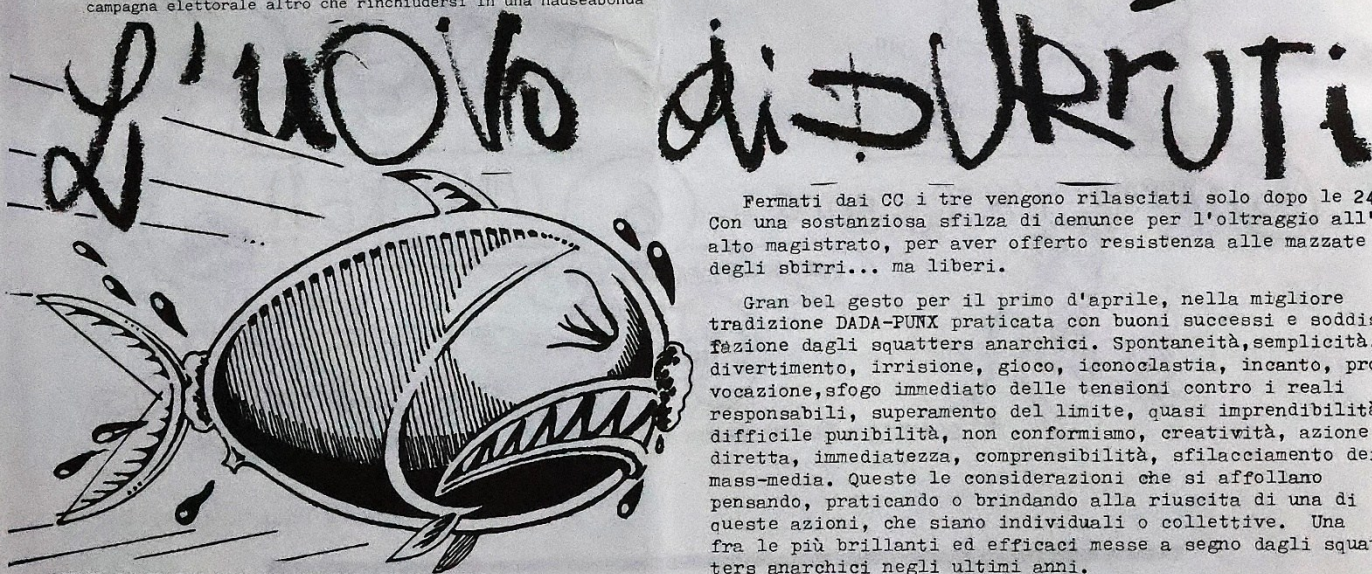 campagna elettorale altro che rinchiudersi in una nauseabonda
L'uOVo di DURRUTi
Fermati dai CC i tre vengono rilasciati solo dopo le 24
Con una sostanziosa sfilza di denunce per l'oltraggio all'
alto magistrato, per aver offerto resistenza alle mazzate
degli sbirri... ma liberi.
Gran bel gesto per il primo d'aprile, nella migliore
tradizione DADA-PUNX praticata con buoni successi e soddis
fazione dagli squatters anarchici. Spontaneità,semplicità,
divertimento, irrisione, gioco, iconoclastia, incanto, pro
vocazione,sfogo immediato delle tensioni contro i reali
responsabili, superamento del limite, quasi imprendibilità
difficile punibilità, non conformismo, creatività, azione
diretta, immediatezza, comprensibilità, sfilacciamento dei
mass-media. Queste le considerazioni che si affollano
pensando, praticando o brindando alla riuscita di una di
queste azioni, che siano individuali o collettive. Una
fra le più brillanti ed efficaci messe a segno dagli squat
ters anarchici negli ultimi anni.